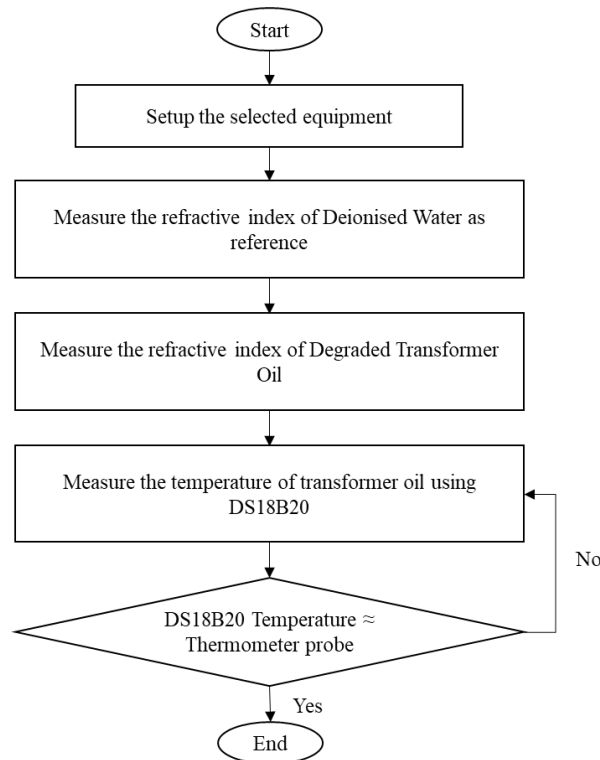 Start
Setup the selected equipment
Measure the refractive index of Deionised Water as
reference
Measure the refractive index of Degraded Transformer
Oil
Measure the temperature of transformer oil using
DS18B20
No
DS18B20 Temperature ≈
Thermometer probe
Yes
End